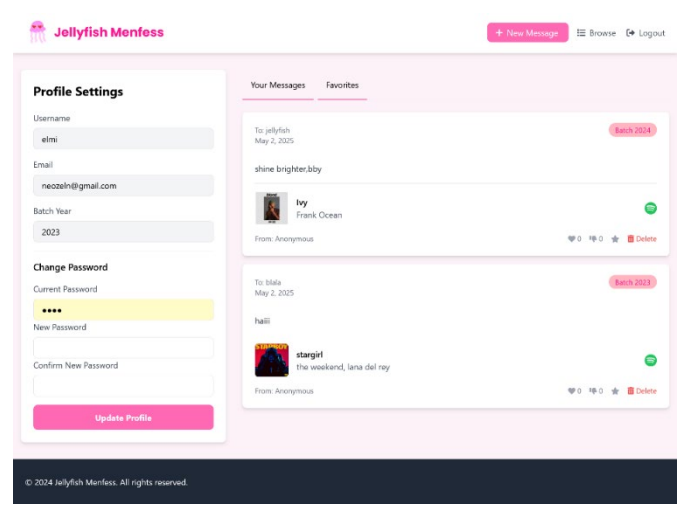 Jellyfish Menfess
+ New Message
Browse
Logout
Profile Settings
Username
elmi
Email
neozeln@gmail.com
Batch Year
2023
Change Password
Current Password
New Password
Confirm New Password
Update Profile
Your Messages
Favorites
To: jellyfish
Batch 2024
May 2, 2025
shine brighter,bby
Ivy
Frank Ocean
From: Anonymous
0
0
Delete
To: blala
Batch 2023
May 2, 2025
haiii
STARBOY
stargirl
the weekend, lana del rey
From: Anonymous
0
0
Delete
© 2024 Jellyfish Menfess. All rights reserved.